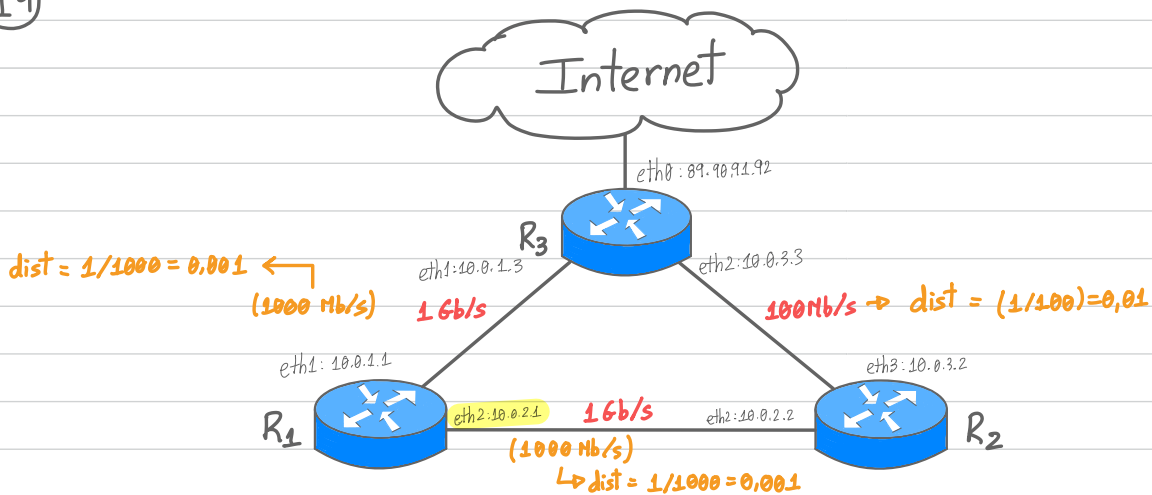 19
Internet
eth0 : 89.90.91.92
R3
eth1:10.0.1.3
eth2:10.0.3.3
dist = 1/1000 = 0,001
(1000 Mb/s)
1 Gb/s
100Mb/s → dist = (1/100)=0,01
eth1: 10.0.1.1
eth3:10.0.3.2
R1
eth2:10.0.2.1
1 Gb/s
eth2:10.0.2.2
R2
(1000 Mb/s)
dist = 1/1000 = 0,001